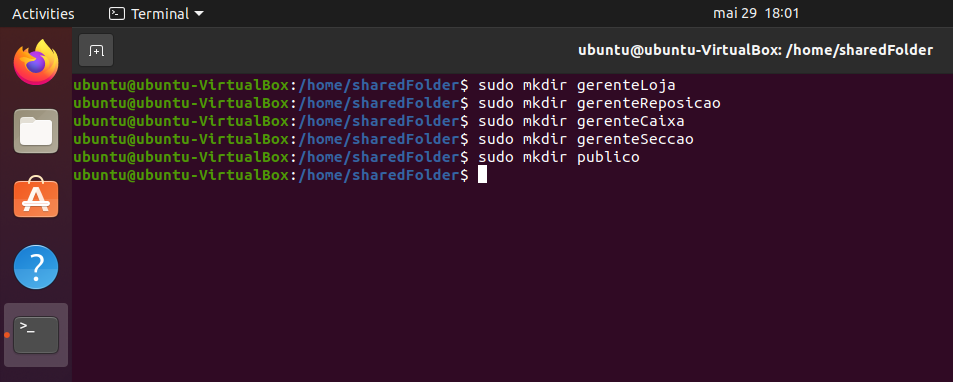 Activities
Terminal
mai 29 18:01
ubuntu@ubuntu-VirtualBox: /home/sharedFolder
ubuntu@ubuntu-VirtualBox:/home/sharedFolder$ sudo mkdir gerenteLoja
ubuntu@ubuntu-VirtualBox:/home/sharedFolder$ sudo mkdir gerenteReposicao
ubuntu@ubuntu-VirtualBox:/home/sharedFolder$ sudo mkdir gerenteCaixa
ubuntu@ubuntu-VirtualBox:/home/sharedFolder$ sudo mkdir gerenteSeccao
ubuntu@ubuntu-VirtualBox:/home/sharedFolder$ sudo mkdir publico
ubuntu@ubuntu-VirtualBox:/home/sharedFolder$